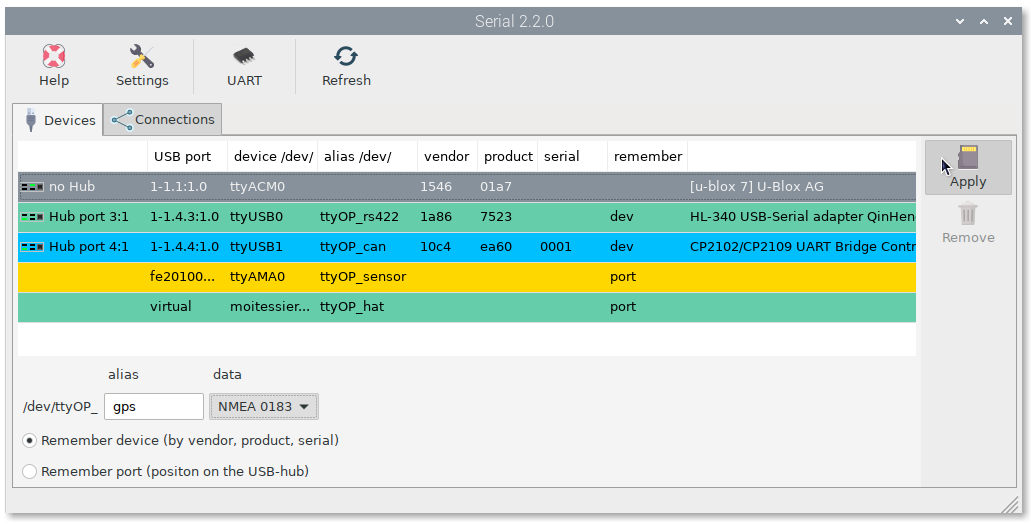 Serial 2.2.0
Help Settings UART Refresh
Devices Connections
USB port device /dev/ alias /dev/ vendor product serial remember
no Hub 1-1.1:1.0 ttyACM0 1546 01a7 [u-blox 7] U-Blox AG
Hub port 3:1 1-1.4.3:1.0 ttyUSB0 ttyOP_rs422 1a86 7523 dev HL-340 USB-Serial adapter QinHen
Hub port 4:1 1-1.4.4:1.0 ttyUSB1 ttyOP_can 10c4 ea60 0001 dev CP2102/CP2109 UART Bridge Contr
fe20100... ttyAMA0 ttyOP_sensor port
virtual moitessier... ttyOP_hat port
Apply
Remove
alias data
/dev/ttyOP_ gps NMEA 0183
Remember device (by vendor, product, serial)
Remember port (positon on the USB-hub)